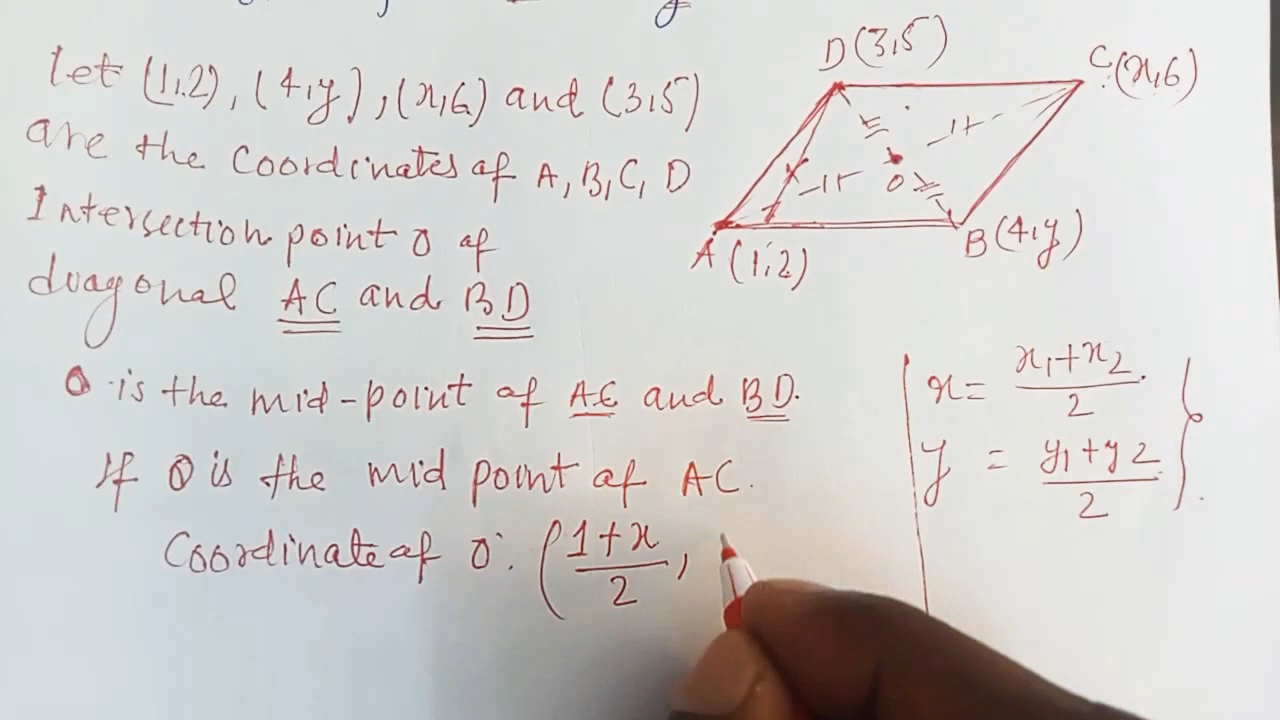 let (1,2), (4,y), (x,6) and (3,5)
are the coordinates of A, B, C, D
Intersection point O of
diagonal AC and BD
O is the mid-point of AC and BD.
If O is the mid point of AC.
Coordinate of O: (1+x/2,
D(3,5)
C(x,6)
O
A(1,2)
B(4,y)
x = x₁+x₂/2
y = y₁+y₂/2